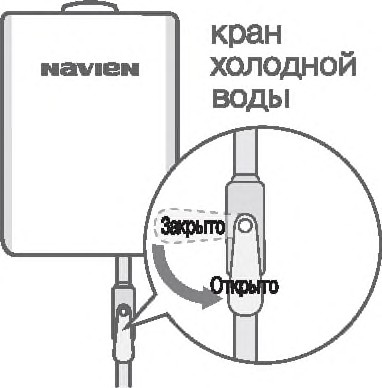 NAVIEN
кран
холодной
воды
Закрыто
Открыто